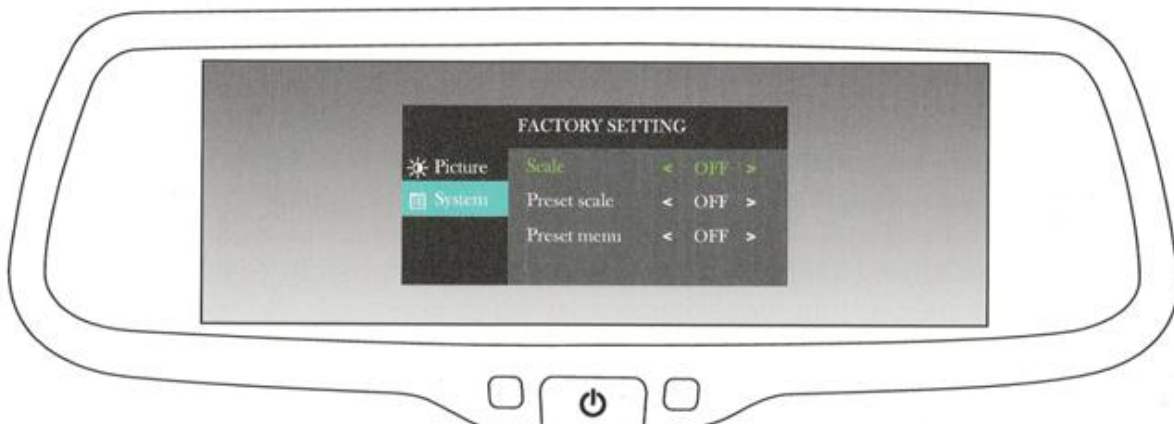 FACTORY SETTING
Picture
System
Scale < OFF >
Preset scale < OFF >
Preset menu < OFF >